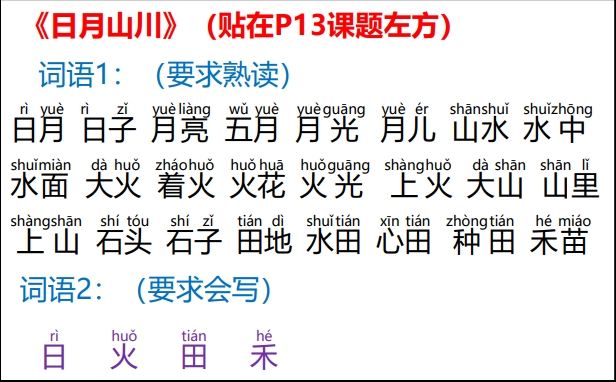 《日月山川》（贴在P13课题左方）
词语1：（要求熟读）
rì yuè rì zǐ yuè liàng wǔ yuè yuè guāng yuè ér shān shuǐ shuǐ zhōng
日月 日子 月亮 五月 月光 月儿 山水 水中
shuǐ miàn dà huǒ zháo huǒ huǒ huā huǒ guāng shàng huǒ dà shān shān lǐ
水面 大火 着火 火花 火光 上火 大山 山里
shàng shān shí tóu shí zǐ tián dì shuǐ tián xīn tián zhòng tián hé miáo
上山 石头 石子 田地 水田 心田 种田 禾苗
词语2：（要求会写）
rì huǒ tián hé
日 火 田 禾